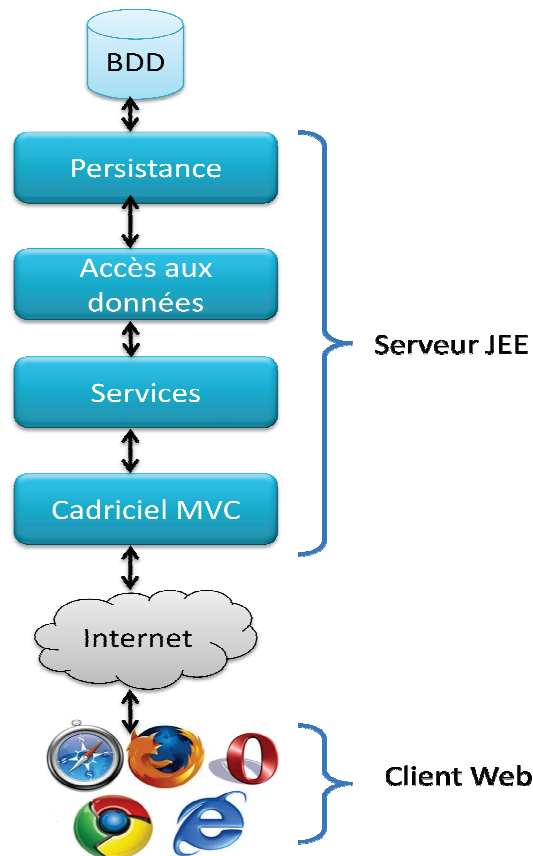 BDD
Persistance
Accès aux
données
Serveur JEE
Services
Cadriciel MVC
Internet
Client Web